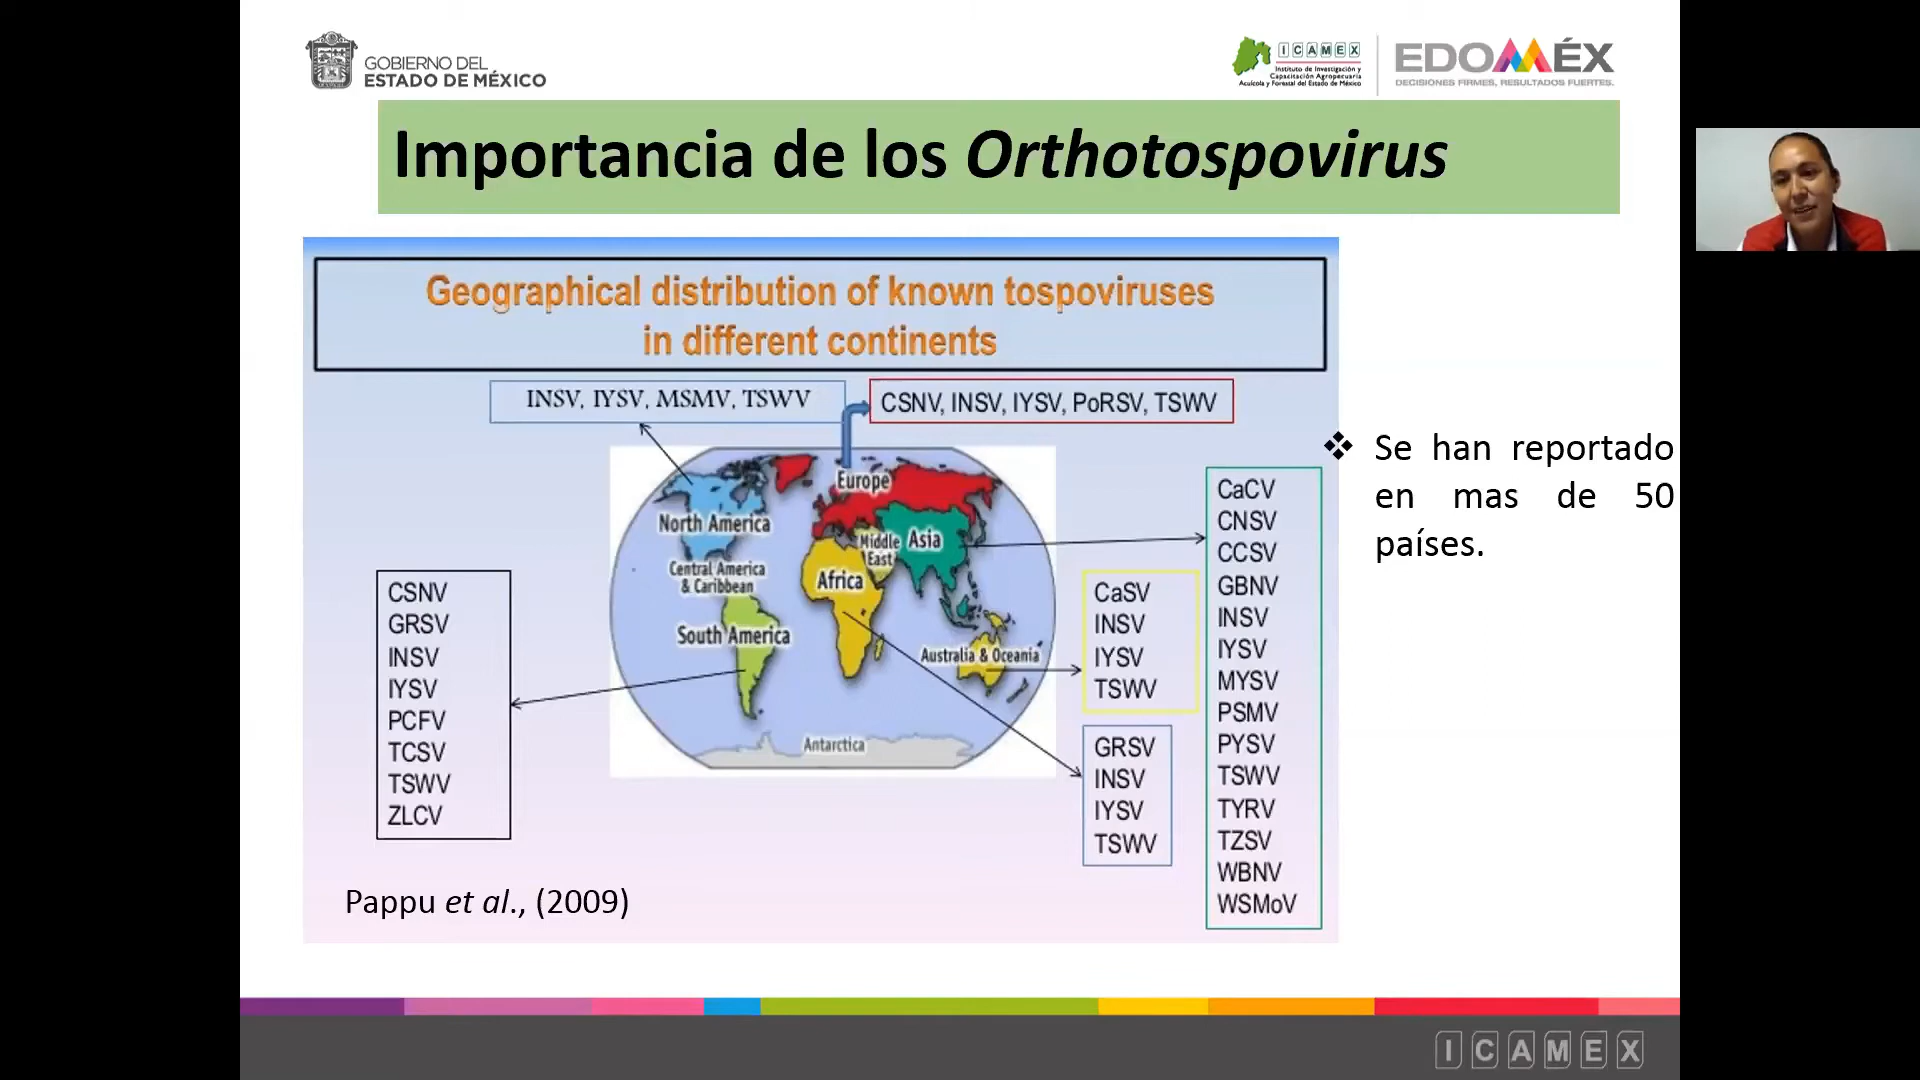 GOBIERNO DEL
ESTADO DE MÉXICO
ICAMEX
Instituto de Investigación y
Capacitación Agropecuaria
Acuícola y Forestal del Estado de México
EDOMÉX
DECISIONES FIRMES, RESULTADOS FUERTES.
Importancia de los Orthotospovirus
Geographical distribution of known tospoviruses
in different continents
INSV, IYSV, MSMV, TSWV
CSNV, INSV, IYSV, PoRSV, TSWV
Europe
North America
Middle
East
Asia
Central America
& Caribbean
Africa
South America
Australia & Oceania
Antarctica
CSNV
GRSV
INSV
IYSV
PCFV
TCSV
TSWV
ZLCV
CaSV
INSV
IYSV
TSWV
GRSV
INSV
IYSV
TSWV
CaCV
CNSV
CCSV
GBNV
INSV
IYSV
MYSV
PSMV
PYSV
TSWV
TYRV
TZSV
WBNV
WSMoV
Pappu et al., (2009)
❖ Se han reportado
en mas de 50
países.
ICAMEX